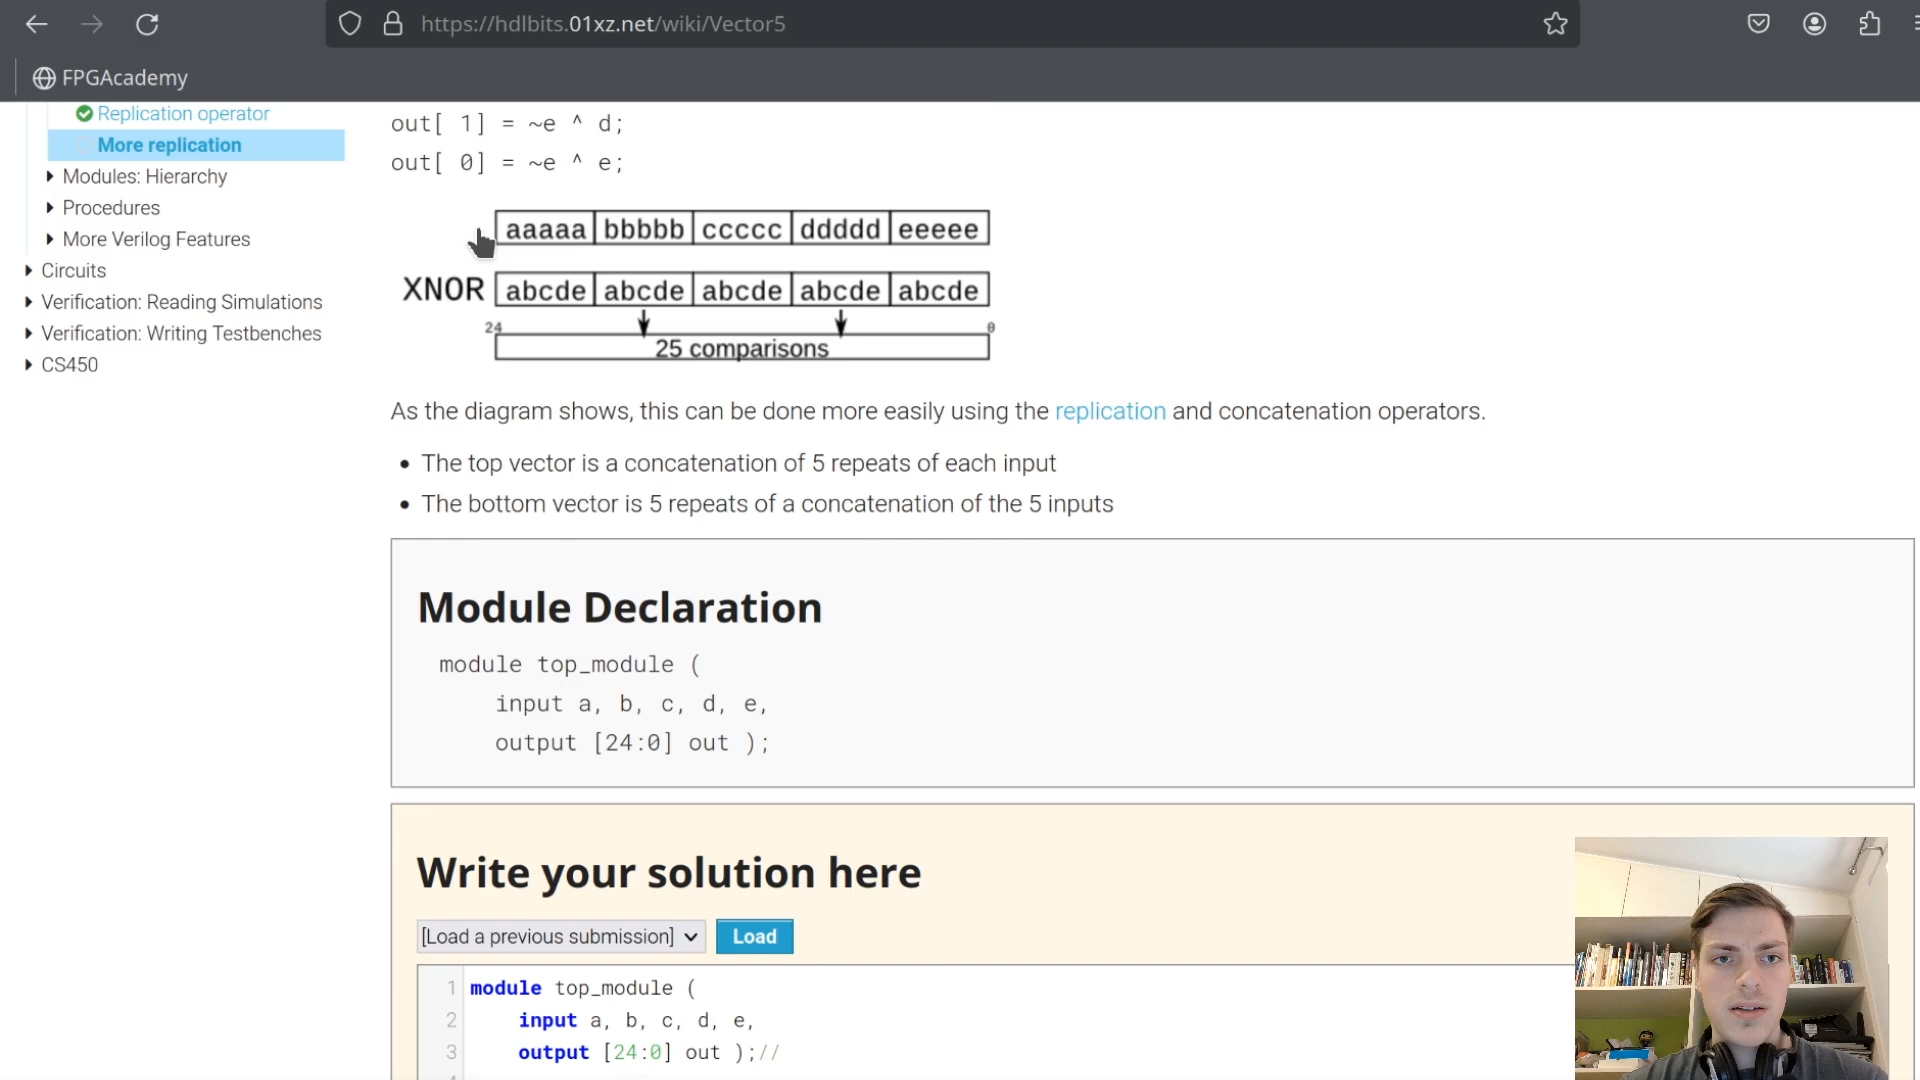 https://hdlbits.01xz.net/wiki/Vector5
FPGAcademy
Replication operator
More replication
Modules: Hierarchy
Procedures
More Verilog Features
Circuits
Verification: Reading Simulations
Verification: Writing Testbenches
CS450
out[ 1] = ~e ^ d;
out[ 0] = ~e ^ e;
aaaaa bbbbb ccccc ddddd eeeee
XNOR abcde abcde abcde abcde abcde
24 0
25 comparisons
As the diagram shows, this can be done more easily using the replication and concatenation operators.
• The top vector is a concatenation of 5 repeats of each input
• The bottom vector is 5 repeats of a concatenation of the 5 inputs
Module Declaration
module top_module (
input a, b, c, d, e,
output [24:0] out );
Write your solution here
[Load a previous submission] Load
1 module top_module (
2 input a, b, c, d, e,
3 output [24:0] out );//